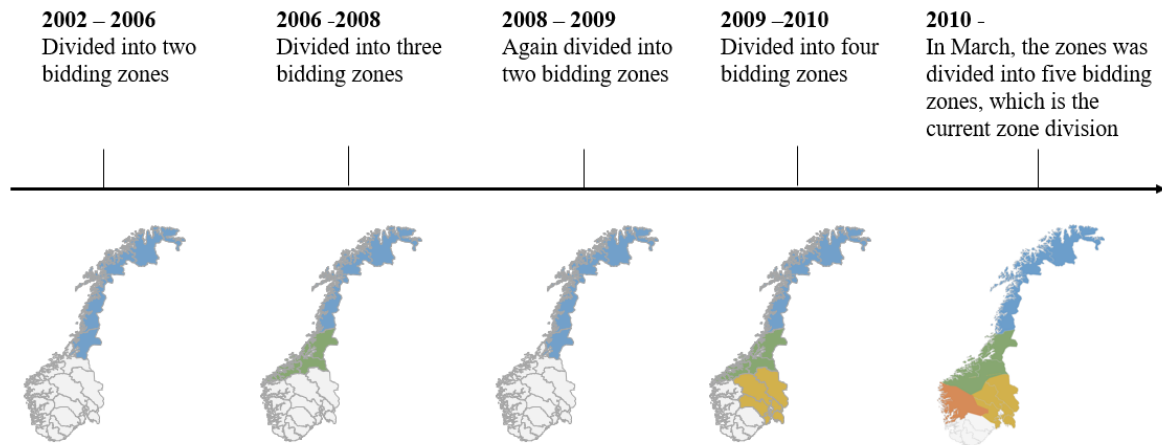 2002 – 2006
Divided into two
bidding zones
2006 -2008
Divided into three
bidding zones
2008 – 2009
Again divided into
two bidding zones
2009 –2010
Divided into four
bidding zones
2010 -
In March, the zones was
divided into five bidding
zones, which is the
current zone division